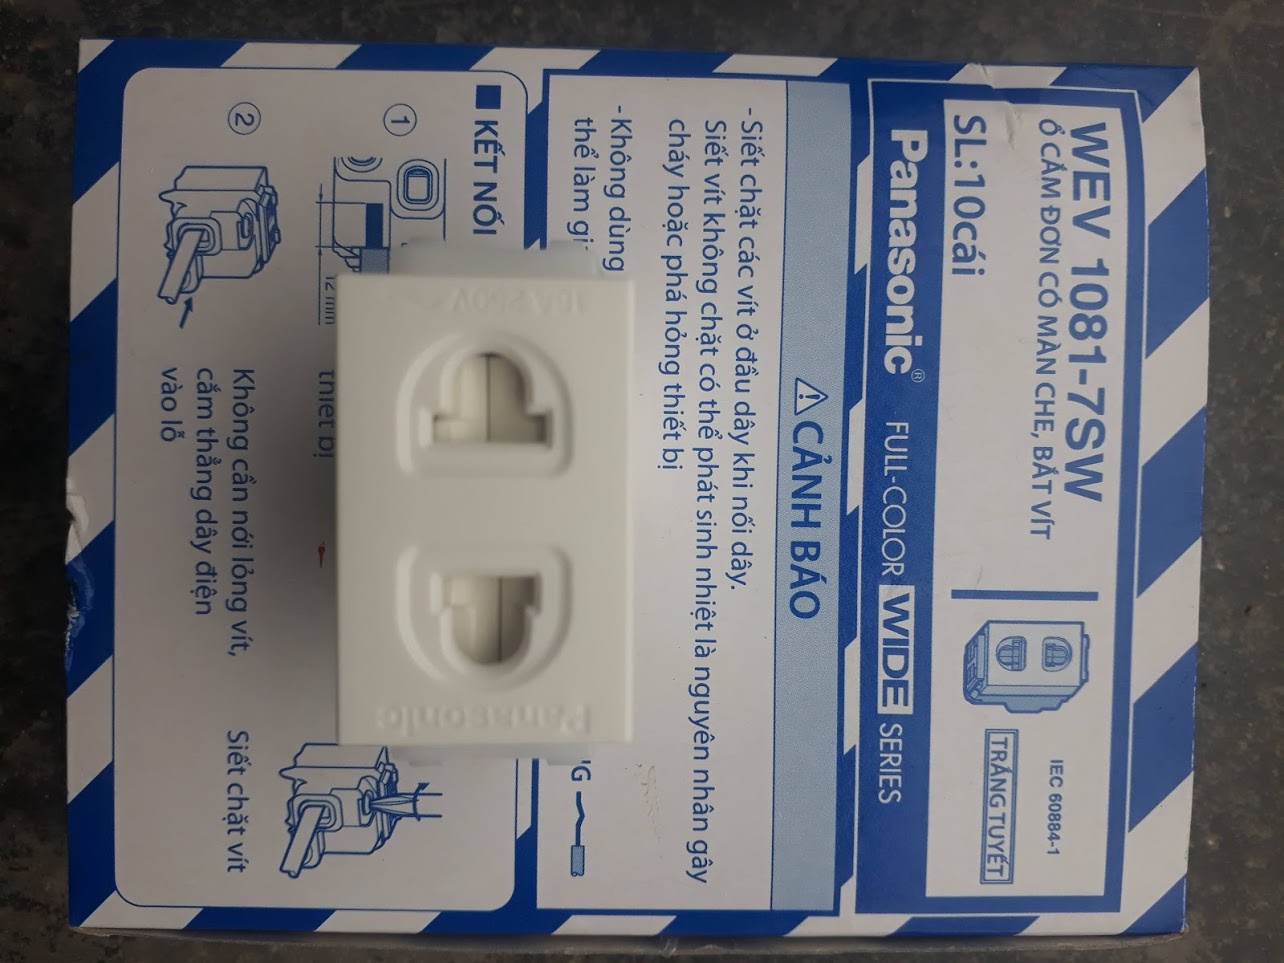 WEV 1081-7SW
Ổ CẮM ĐƠN CÓ MÀN CHE, BẮT VÍT
SL:10cái
IEC 60884-1
TRẮNG TUYẾT
Panasonic® FULL-COLOR WIDE SERIES
⚠CẢNH BÁO
- Siết chặt các vít ở đầu dây khi nối dây.
Siết vít không chặt có thể phát sinh nhiệt là nguyên nhân gây
cháy hoặc phá hỏng thiết bị
- Không dùng
thể làm
■ KẾT NỐI
①
12 mm
thiết bị
②
Không cần nới lỏng vít,
cắm thẳng dây điện
vào lỗ
Siết chặt vít
250V
Panasonic